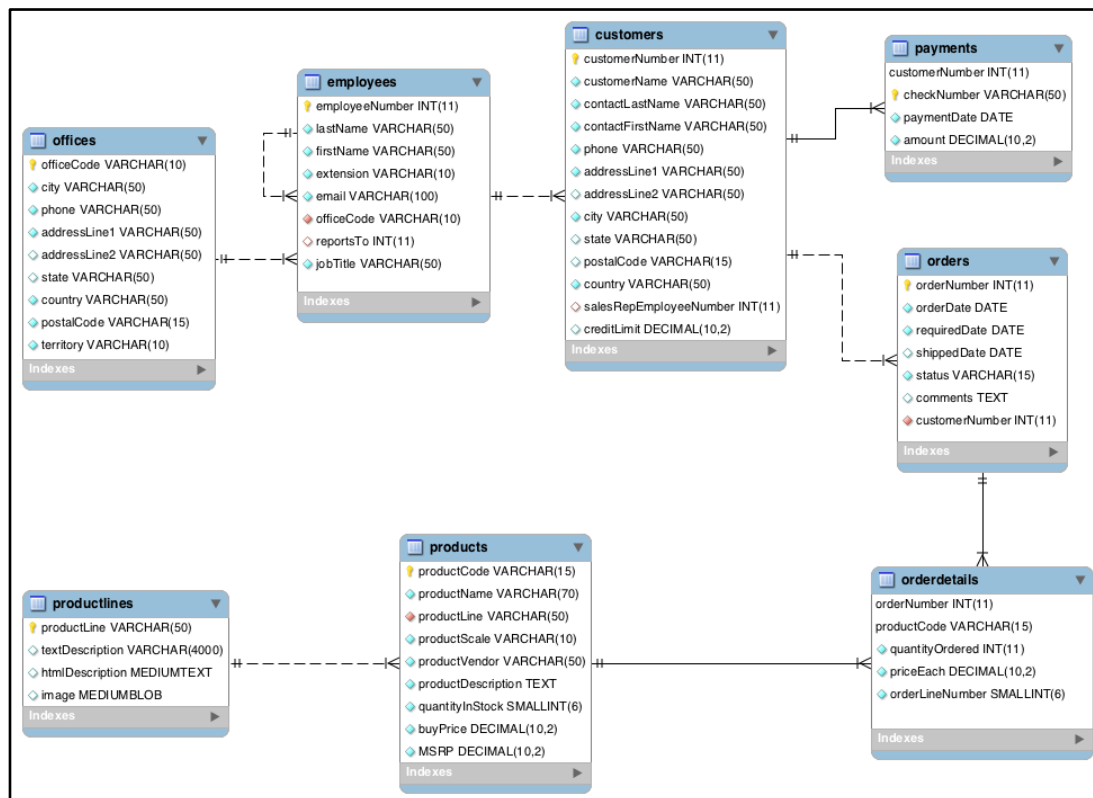 offices
officeCode VARCHAR(10)
city VARCHAR(50)
phone VARCHAR(50)
addressLine1 VARCHAR(50)
addressLine2 VARCHAR(50)
state VARCHAR(50)
country VARCHAR(50)
postalCode VARCHAR(15)
territory VARCHAR(10)
Indexes
employees
employeeNumber INT(11)
lastName VARCHAR(50)
firstName VARCHAR(50)
extension VARCHAR(10)
email VARCHAR(100)
officeCode VARCHAR(10)
reportsTo INT(11)
jobTitle VARCHAR(50)
Indexes
customers
customerNumber INT(11)
customerName VARCHAR(50)
contactLastName VARCHAR(50)
contactFirstName VARCHAR(50)
phone VARCHAR(50)
addressLine1 VARCHAR(50)
addressLine2 VARCHAR(50)
city VARCHAR(50)
state VARCHAR(50)
postalCode VARCHAR(15)
country VARCHAR(50)
salesRepEmployeeNumber INT(11)
creditLimit DECIMAL(10,2)
Indexes
payments
customerNumber INT(11)
checkNumber VARCHAR(50)
paymentDate DATE
amount DECIMAL(10,2)
Indexes
orders
orderNumber INT(11)
orderDate DATE
requiredDate DATE
shippedDate DATE
status VARCHAR(15)
comments TEXT
customerNumber INT(11)
Indexes
productlines
productLine VARCHAR(50)
textDescription VARCHAR(4000)
htmlDescription MEDIUMTEXT
image MEDIUMBLOB
Indexes
products
productCode VARCHAR(15)
productName VARCHAR(70)
productLine VARCHAR(50)
productScale VARCHAR(10)
productVendor VARCHAR(50)
productDescription TEXT
quantityInStock SMALLINT(6)
buyPrice DECIMAL(10,2)
MSRP DECIMAL(10,2)
Indexes
orderdetails
orderNumber INT(11)
productCode VARCHAR(15)
quantityOrdered INT(11)
priceEach DECIMAL(10,2)
orderLineNumber SMALLINT(6)
Indexes